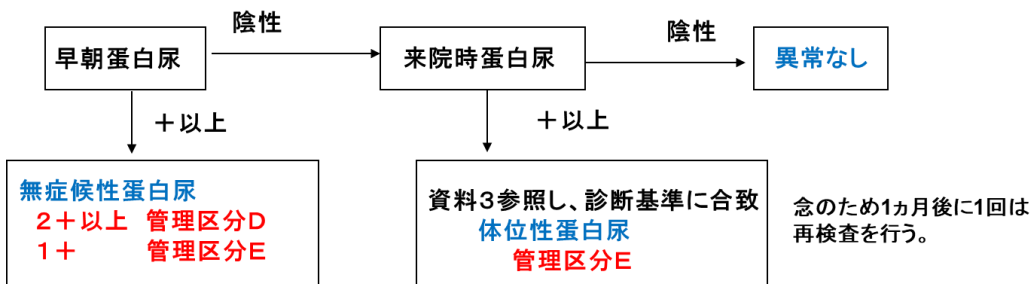 陰性
陰性
早朝蛋白尿
来院時蛋白尿
異常なし
＋以上
＋以上
無症候性蛋白尿
２＋以上 管理区分D
１＋ 管理区分E
資料３参照し、診断基準に合致
体位性蛋白尿
管理区分E
念のため1ヵ月後に1回は
再検査を行う。